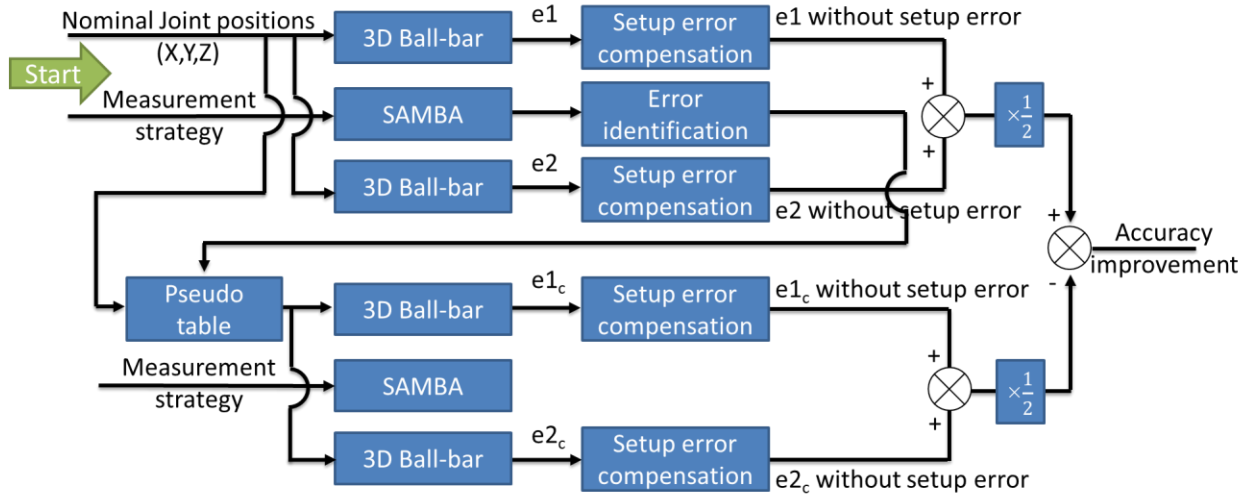 Nominal Joint positions
(X,Y,Z)
Start
Measurement
strategy
3D Ball-bar
e1
Setup error
compensation
e1 without setup error
SAMBA
Error
identification
3D Ball-bar
e2
Setup error
compensation
e2 without setup error
+
+
×1/2
+
-
Accuracy
improvement
Pseudo
table
3D Ball-bar
e1c
Setup error
compensation
e1c without setup error
Measurement
strategy
SAMBA
3D Ball-bar
e2c
Setup error
compensation
e2c without setup error
+
+
×1/2